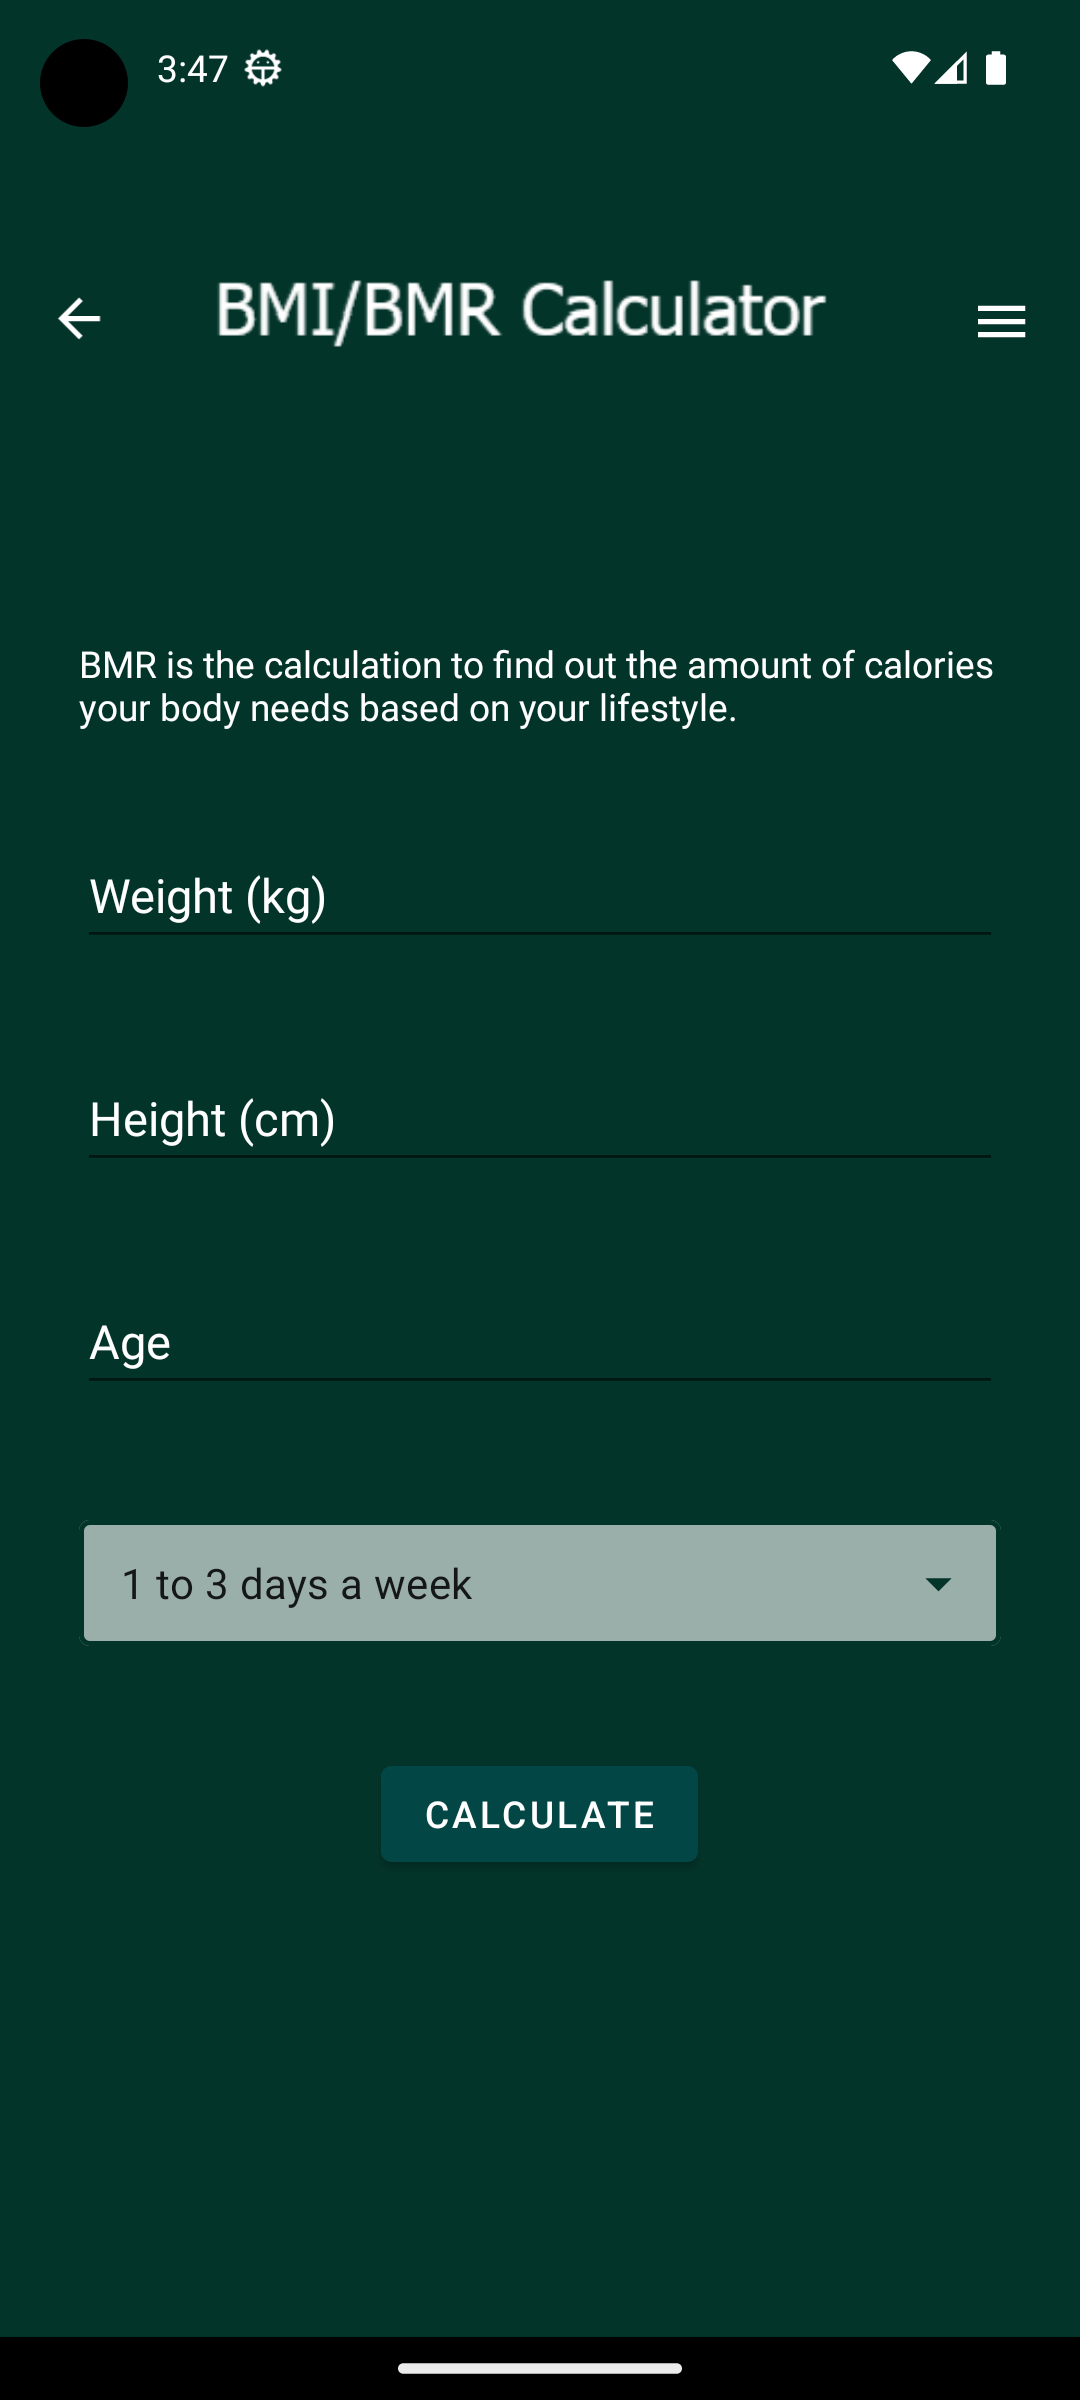 3:47
BMI/BMR Calculator
BMR is the calculation to find out the amount of calories
your body needs based on your lifestyle.
Weight (kg)
Height (cm)
Age
1 to 3 days a week
CALCULATE